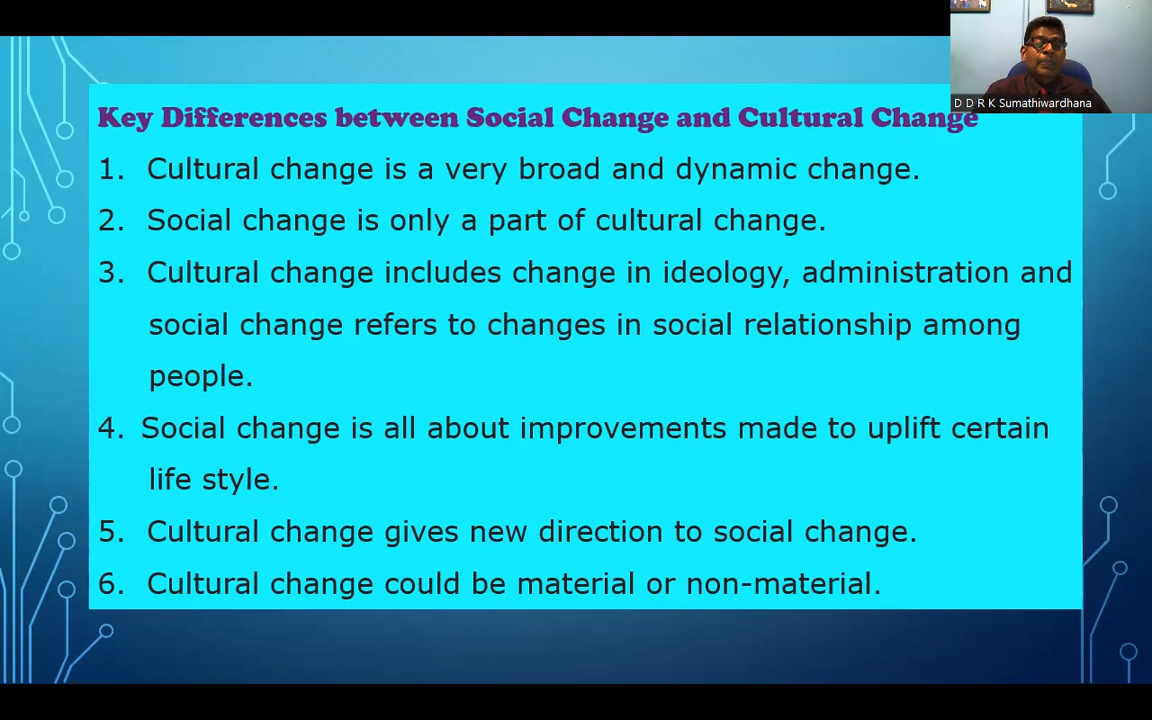 D D R K Sumathiwardhana
Key Differences between Social Change and Cultural Change
1. Cultural change is a very broad and dynamic change.
2. Social change is only a part of cultural change.
3. Cultural change includes change in ideology, administration and
social change refers to changes in social relationship among
people.
4. Social change is all about improvements made to uplift certain
life style.
5. Cultural change gives new direction to social change.
6. Cultural change could be material or non-material.